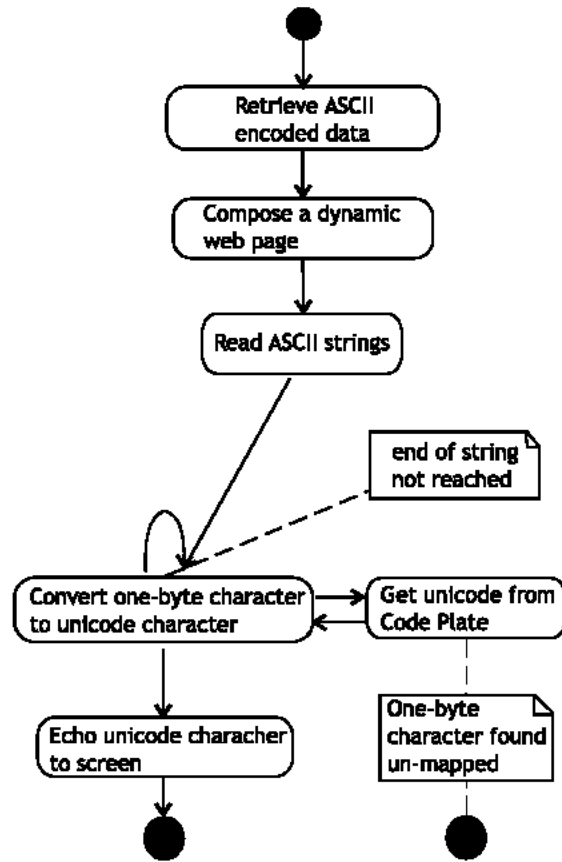 Retrieve ASCII
encoded data
Compose a dynamic
web page
Read ASCII strings
end of string
not reached
Convert one-byte character
to unicode character
Get unicode from
Code Plate
Echo unicode characher
to screen
One-byte
character found
un-mapped